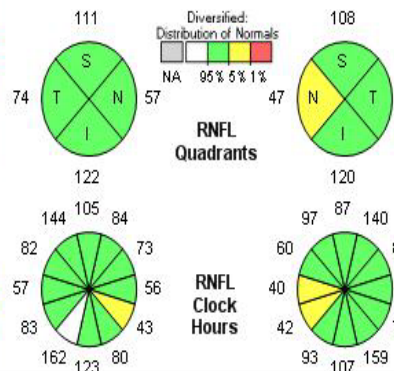 111
Diversified:
Distribution of Normals
NA 95% 5% 1%
108
S
T N
I
74 57
122
RNFL
Quadrants
S
N T
I
47
120
105
144 84
82 73
57 56
83 43
162 80
123
RNFL
Clock
Hours
87
97 140
60
40
42
93 159
107